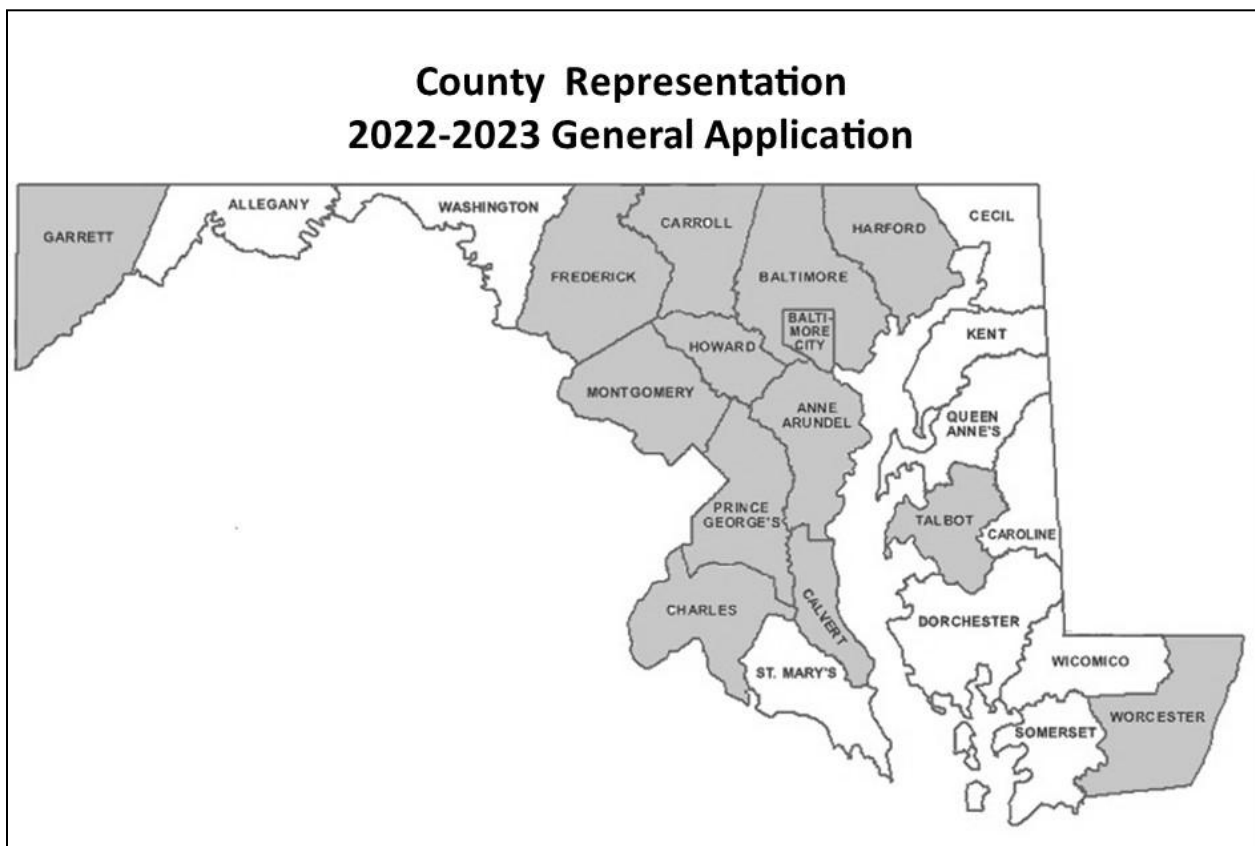 County Representation
2022-2023 General Application
ALLEGANY
WASHINGTON
CECIL
GARRETT
CARROLL
HARFORD
FREDERICK
BALTIMORE
BALTI-
MORE
CITY
KENT
HOWARD
MONTGOMERY
ANNE
ARUNDEL
QUEEN
ANNE'S
PRINCE
GEORGE'S
TALBOT
CAROLINE
CHARLES
CALVERT
DORCHESTER
ST. MARY'S
WICOMICO
WORCESTER
SOMERSET